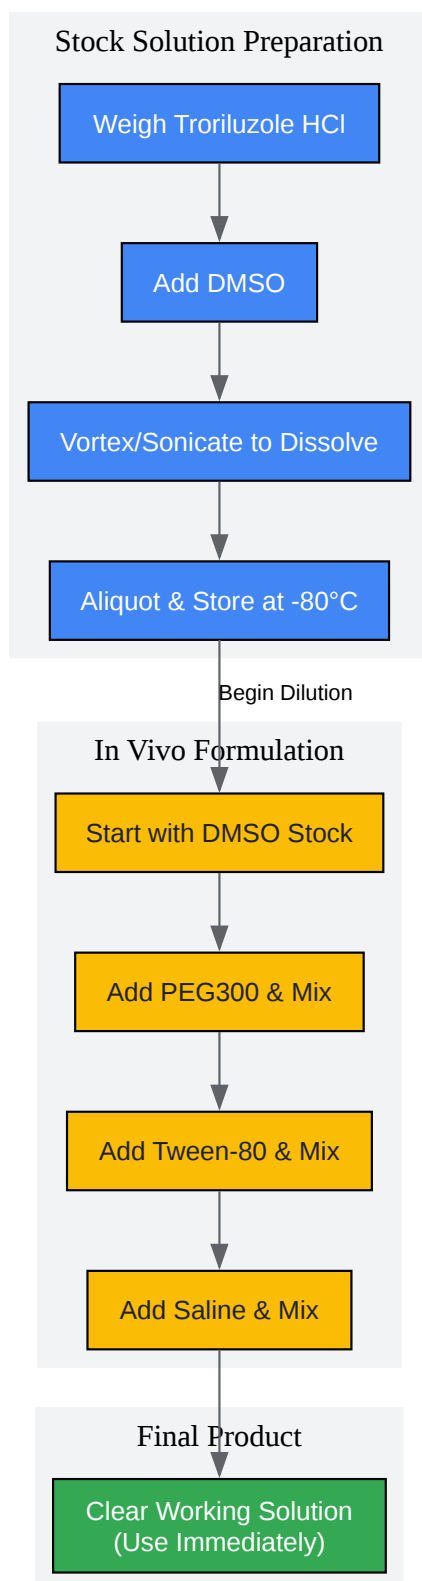 Stock Solution Preparation
Weigh Troriluzole HCl
Add DMSO
Vortex/Sonicate to Dissolve
Aliquot & Store at -80°C
Begin Dilution
In Vivo Formulation
Start with DMSO Stock
Add PEG300 & Mix
Add Tween-80 & Mix
Add Saline & Mix
Final Product
Clear Working Solution
(Use Immediately)